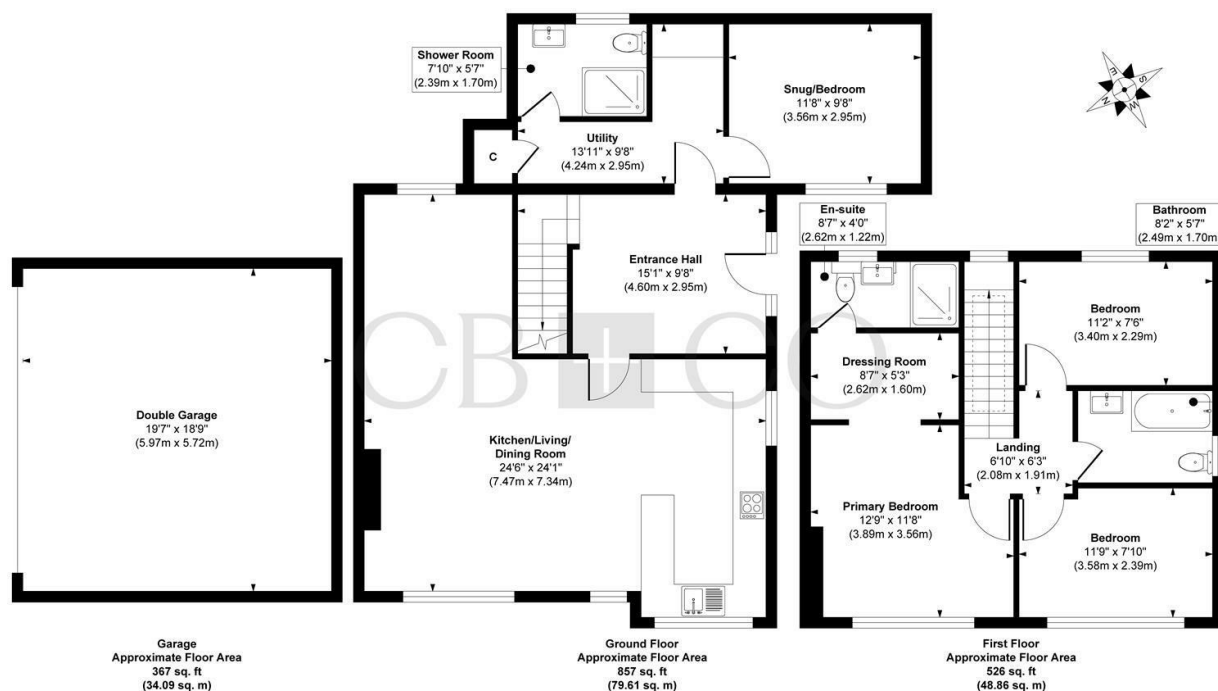 Shower Room
7'10" x 5'7"
(2.39m x 1.70m)
Snug/Bedroom
11'8" x 9'8"
(3.56m x 2.95m)
Utility
13'11" x 9'8"
(4.24m x 2.95m)
C
Entrance Hall
15'1" x 9'8"
(4.60m x 2.95m)
Kitchen/Living/
Dining Room
24'6" x 24'1"
(7.47m x 7.34m)
Double Garage
19'7" x 18'9"
(5.97m x 5.72m)
En-suite
8'7" x 4'0"
(2.62m x 1.22m)
Bathroom
8'2" x 5'7"
(2.49m x 1.70m)
Bedroom
11'2" x 7'6"
(3.40m x 2.29m)
Dressing Room
8'7" x 5'3"
(2.62m x 1.60m)
Landing
6'10" x 6'3"
(2.08m x 1.91m)
Primary Bedroom
12'9" x 11'8"
(3.89m x 3.56m)
Bedroom
11'9" x 7'10"
(3.58m x 2.39m)
E
S
N
W
CB+CO
Garage
Approximate Floor Area
367 sq. ft
(34.09 sq. m)
Ground Floor
Approximate Floor Area
857 sq. ft
(79.61 sq. m)
First Floor
Approximate Floor Area
526 sq. ft
(48.86 sq. m)